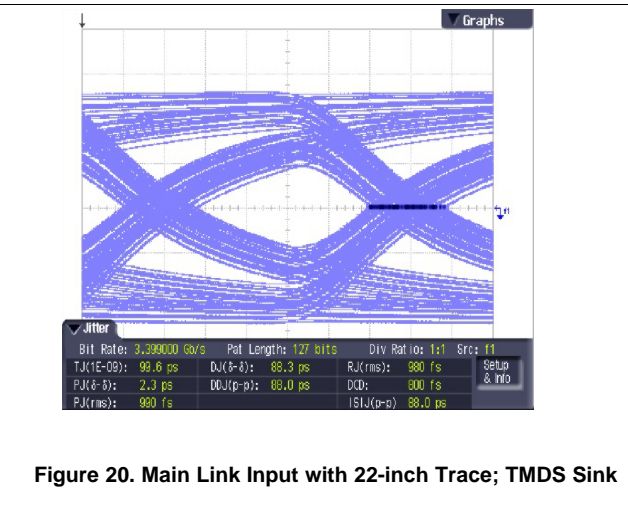 Graphs
f1
Jitter
Bit Rate: 3.399000 Gb/s Pat Length: 127 bits Div Ratio: 1:1 Src: f1
TJ(1E-09): 99.6 ps DJ(δ-δ): 88.3 ps RJ(rms): 980 fs Setup & Info
PJ(δ-δ): 2.3 ps DDJ(p-p): 88.0 ps DCD: 800 fs
PJ(rms): 990 fs ISIJ(p-p) 88.0 ps
Figure 20. Main Link Input with 22-inch Trace; TMDS Sink